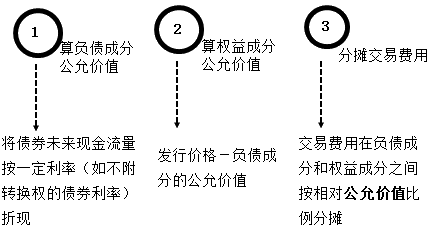 1
算负债成分
公允价值
将债券未来现金流量
按一定利率（如不附
转换权的债券利率）
折现
2
算权益成分
公允价值
发行价格－负债成
分的公允价值
3
分摊交易费用
交易费用在负债成
分和权益成分之间
按相对公允价值比
例分摊